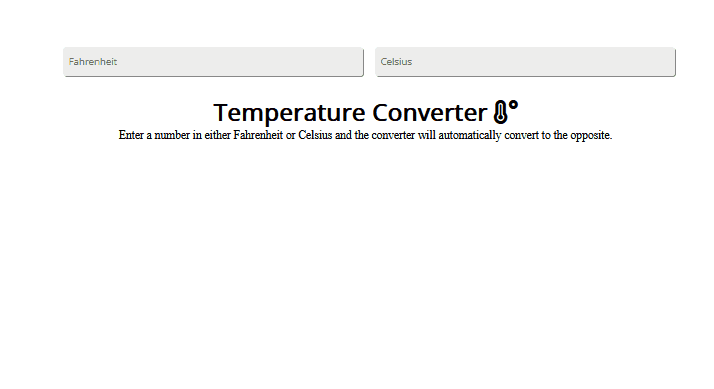 Fahrenheit
Celsius
Temperature Converter
Enter a number in either Fahrenheit or Celsius and the converter will automatically convert to the opposite.